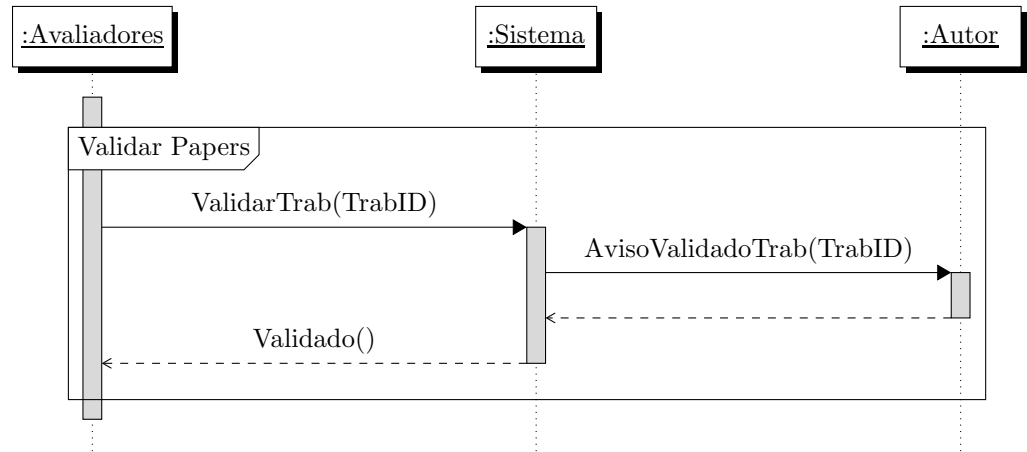 :Avaliadores
:Sistema
:Autor
Validar Papers
ValidarTrab(TrabID)
AvisoValidadoTrab(TrabID)
Validado()